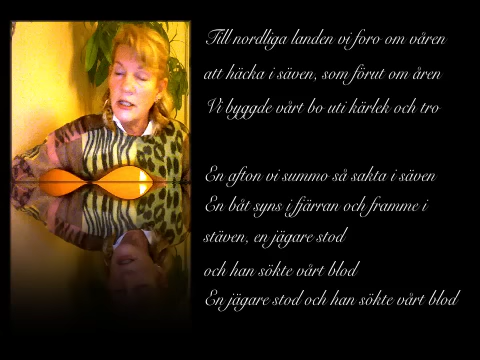 Till nordliga landen vi foro om våren
att häcka i säven, som förut om åren
Vi byggde vårt bo uti kärlek och tro
En afton vi summo så sakta i säven
En båt syns i fjärran och framme i
stäven, en jägare stod
och han sökte vårt blod
En jägare stod och han sökte vårt blod